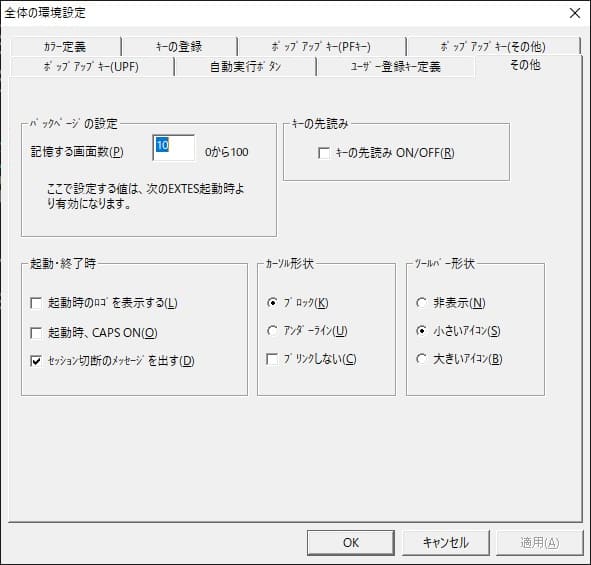 全体の環境設定
ｶﾗｰ定義
ｷｰの登録
ﾎﾟｯﾌﾟｱｯﾌﾟｷｰ(PFｷｰ)
ﾎﾟｯﾌﾟｱｯﾌﾟｷｰ(その他)
ﾎﾟｯﾌﾟｱｯﾌﾟｷｰ(UPF)
自動実行ﾎﾞﾀﾝ
ﾕｰｻﾞｰ登録ｷｰ定義
その他
ﾊﾞｯｸﾍﾟｰｼﾞの設定
記憶する画面数(P)
10
0から100
ここで設定する値は、次のEXTES起動時よ
り有効になります。
ｷｰの先読み
ｷｰの先読み ON/OFF(R)
起動・終了時
起動時のﾛｺﾞを表示する(L)
起動時、CAPS ON(O)
ｾｯｼｮﾝ切断のﾒｯｾｰｼﾞを出す(D)
ｶｰｿﾙ形状
ﾌﾞﾛｯｸ(K)
ｱﾝﾀﾞｰﾗｲﾝ(U)
ﾌﾞﾘﾝｸしない(C)
ﾂｰﾙﾊﾞｰ形状
非表示(N)
小さいｱｲｺﾝ(S)
大きいｱｲｺﾝ(B)
OK
キャンセル
適用(A)